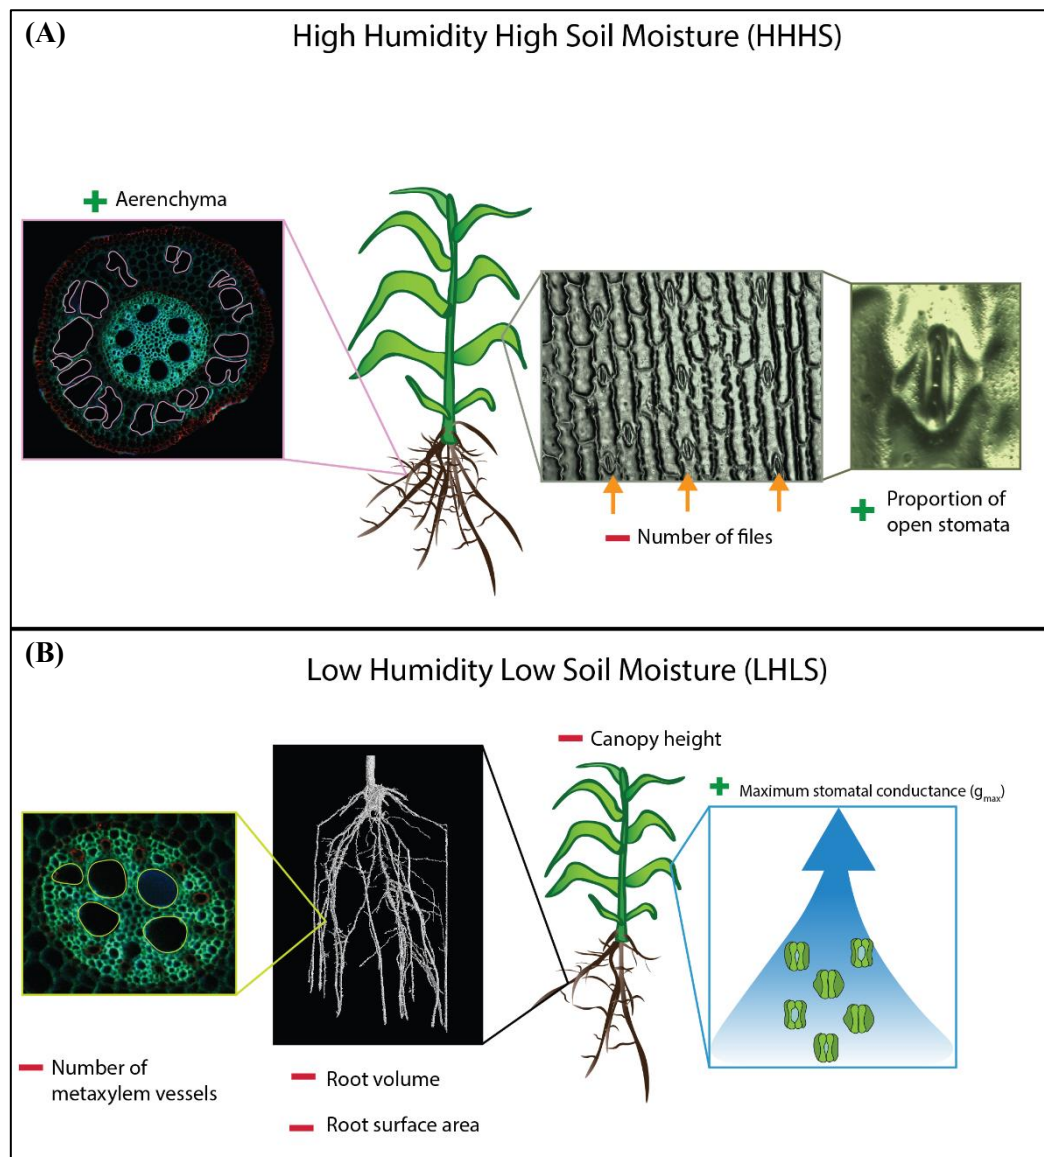 (A)
High Humidity High Soil Moisture (HHHS)
Aerenchyma
Number of files
Proportion of
open stomata
(B)
Low Humidity Low Soil Moisture (LHLS)
Canopy height
Maximum stomatal conductance (gmax)
Number of
metaxylem vessels
Root volume
Root surface area